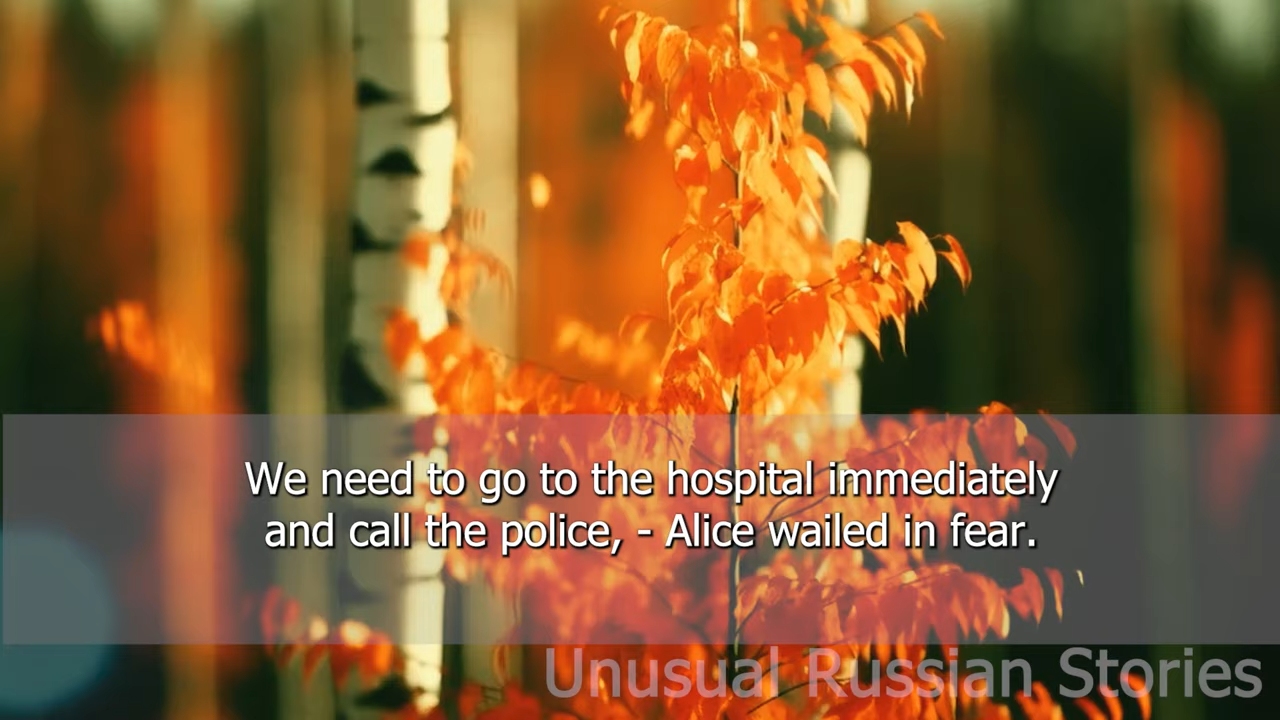 We need to go to the hospital immediately
and call the police, - Alice wailed in fear.
Unusual Russian Stories